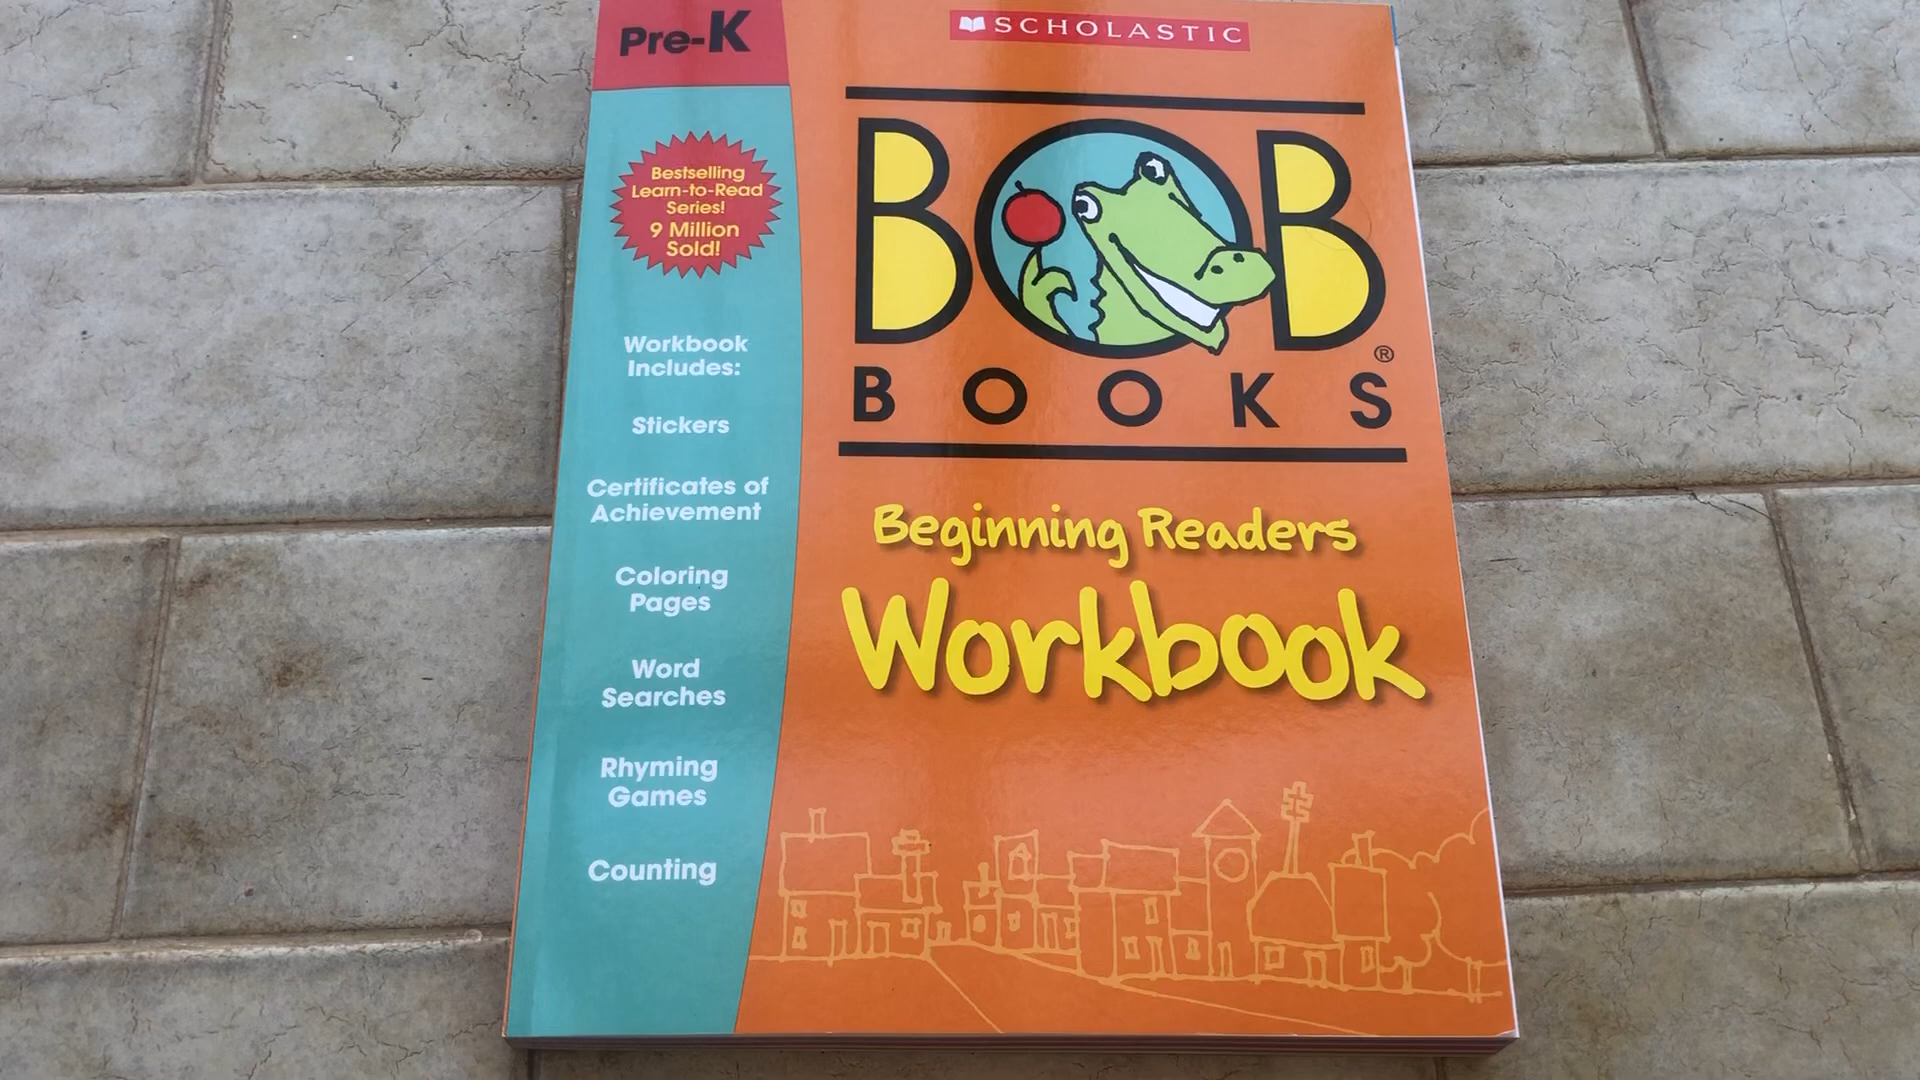 Pre-K
SCHOLASTIC
Bestselling
Learn-to-Read
Series!
9 Million
Sold!
BOB
®
BOOKS
Workbook
Includes:
Stickers
Certificates of
Achievement
Coloring
Pages
Word
Searches
Rhyming
Games
Counting
Beginning Readers
Workbook